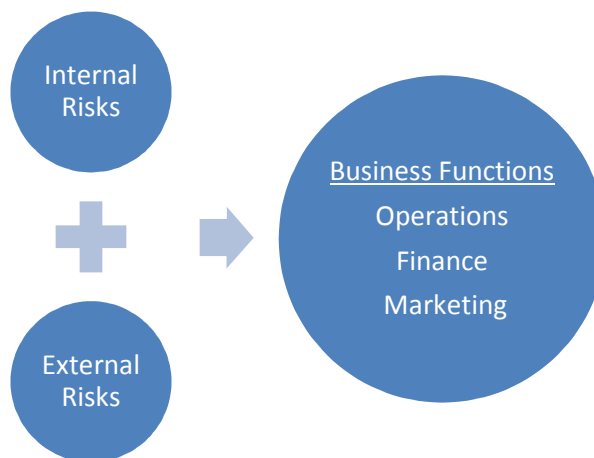 Internal
Risks
Business Functions
Operations
Finance
Marketing
External
Risks